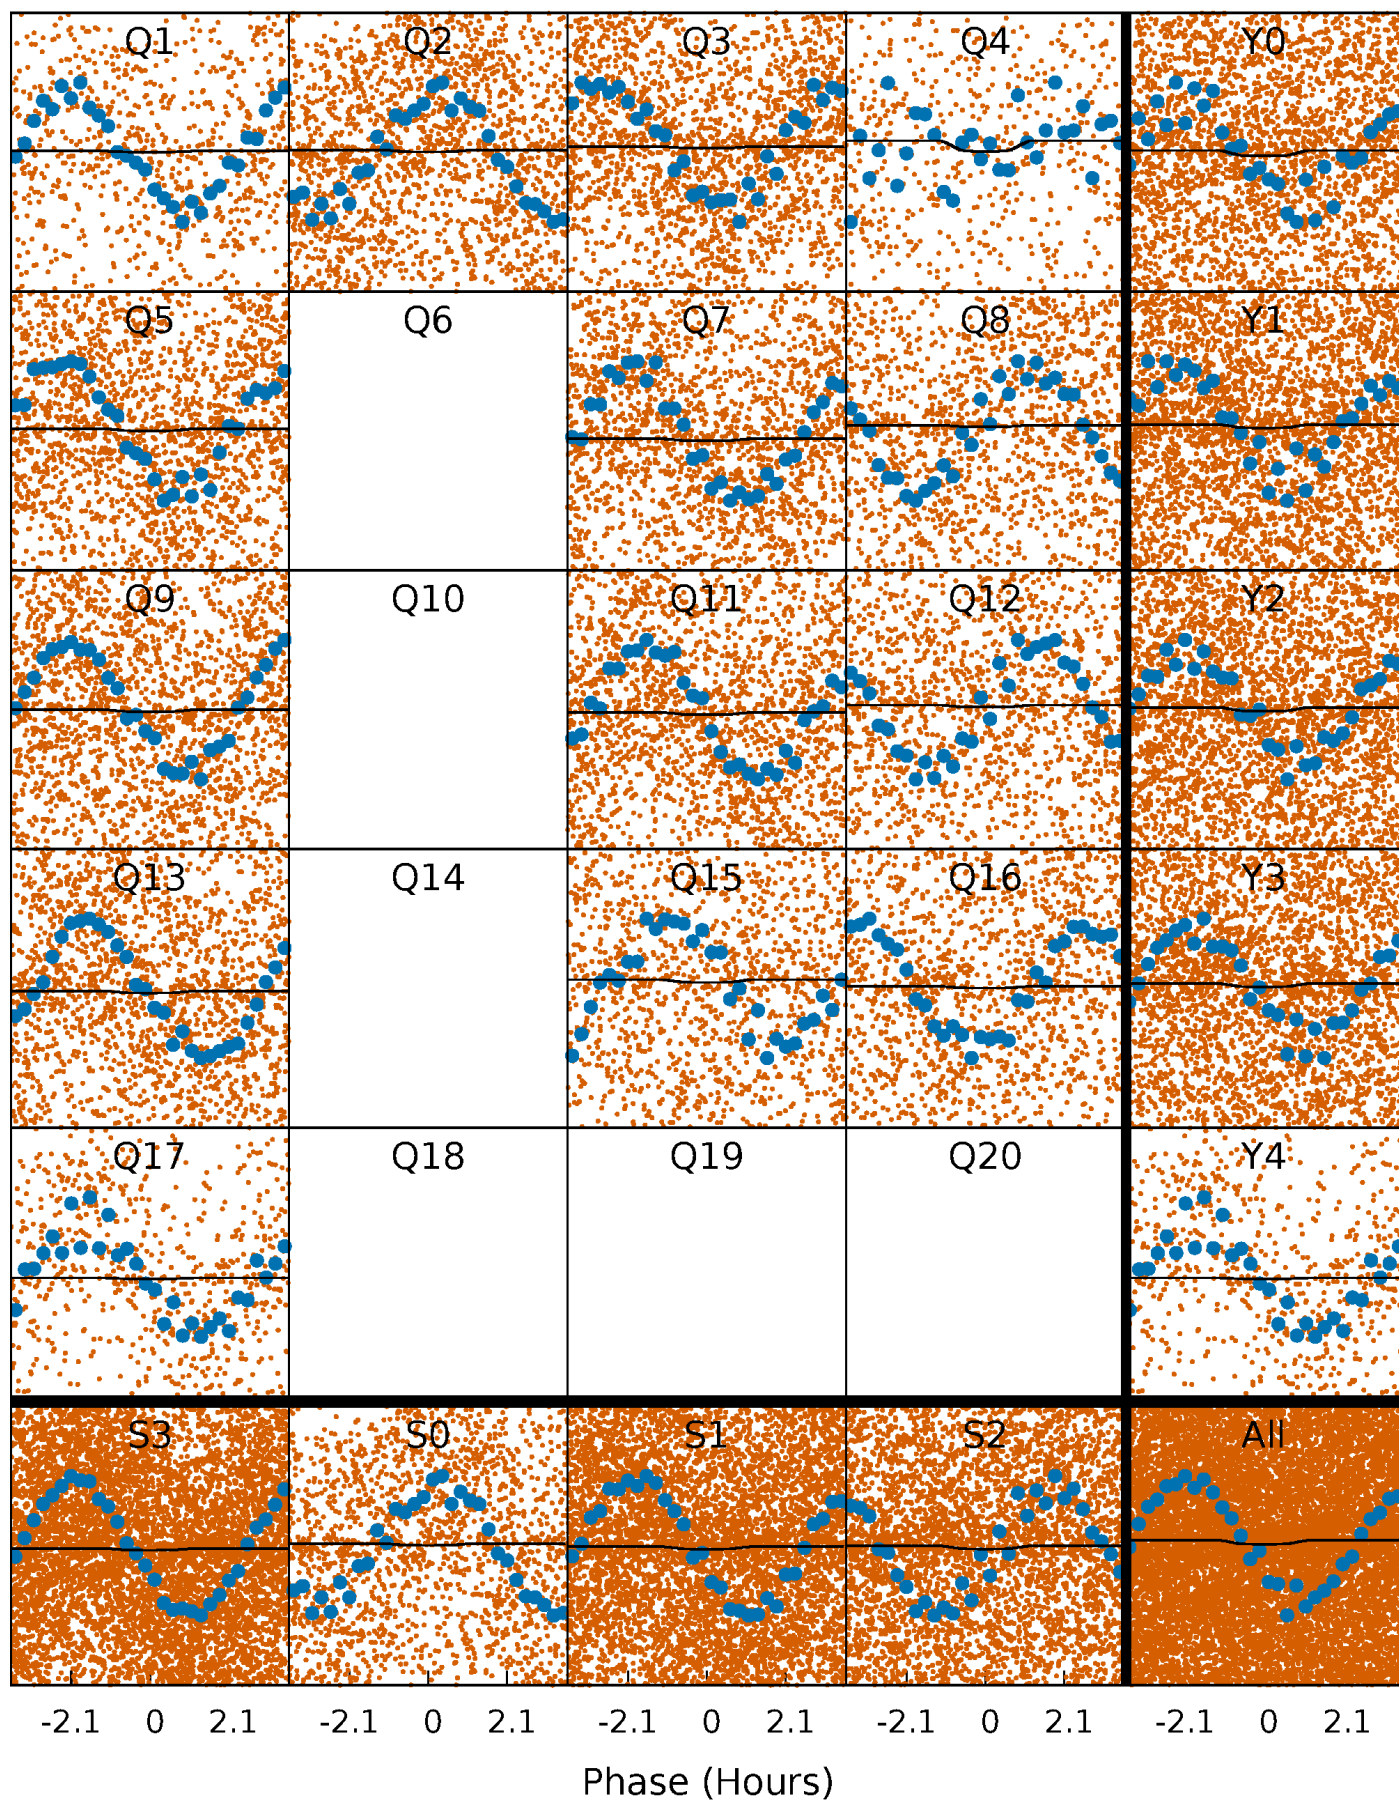 Q1 Q2 Q3 Q4 Y0
Q5 Q6 Q7 Q8 Y1
Q9 Q10 Q11 Q12 Y2
Q13 Q14 Q15 Q16 Y3
Q17 Q18 Q19 Q20 Y4
S3 S0 S1 S2 All
-2.1 0 2.1 -2.1 0 2.1 -2.1 0 2.1 -2.1 0 2.1 -2.1 0 2.1
Phase (Hours)